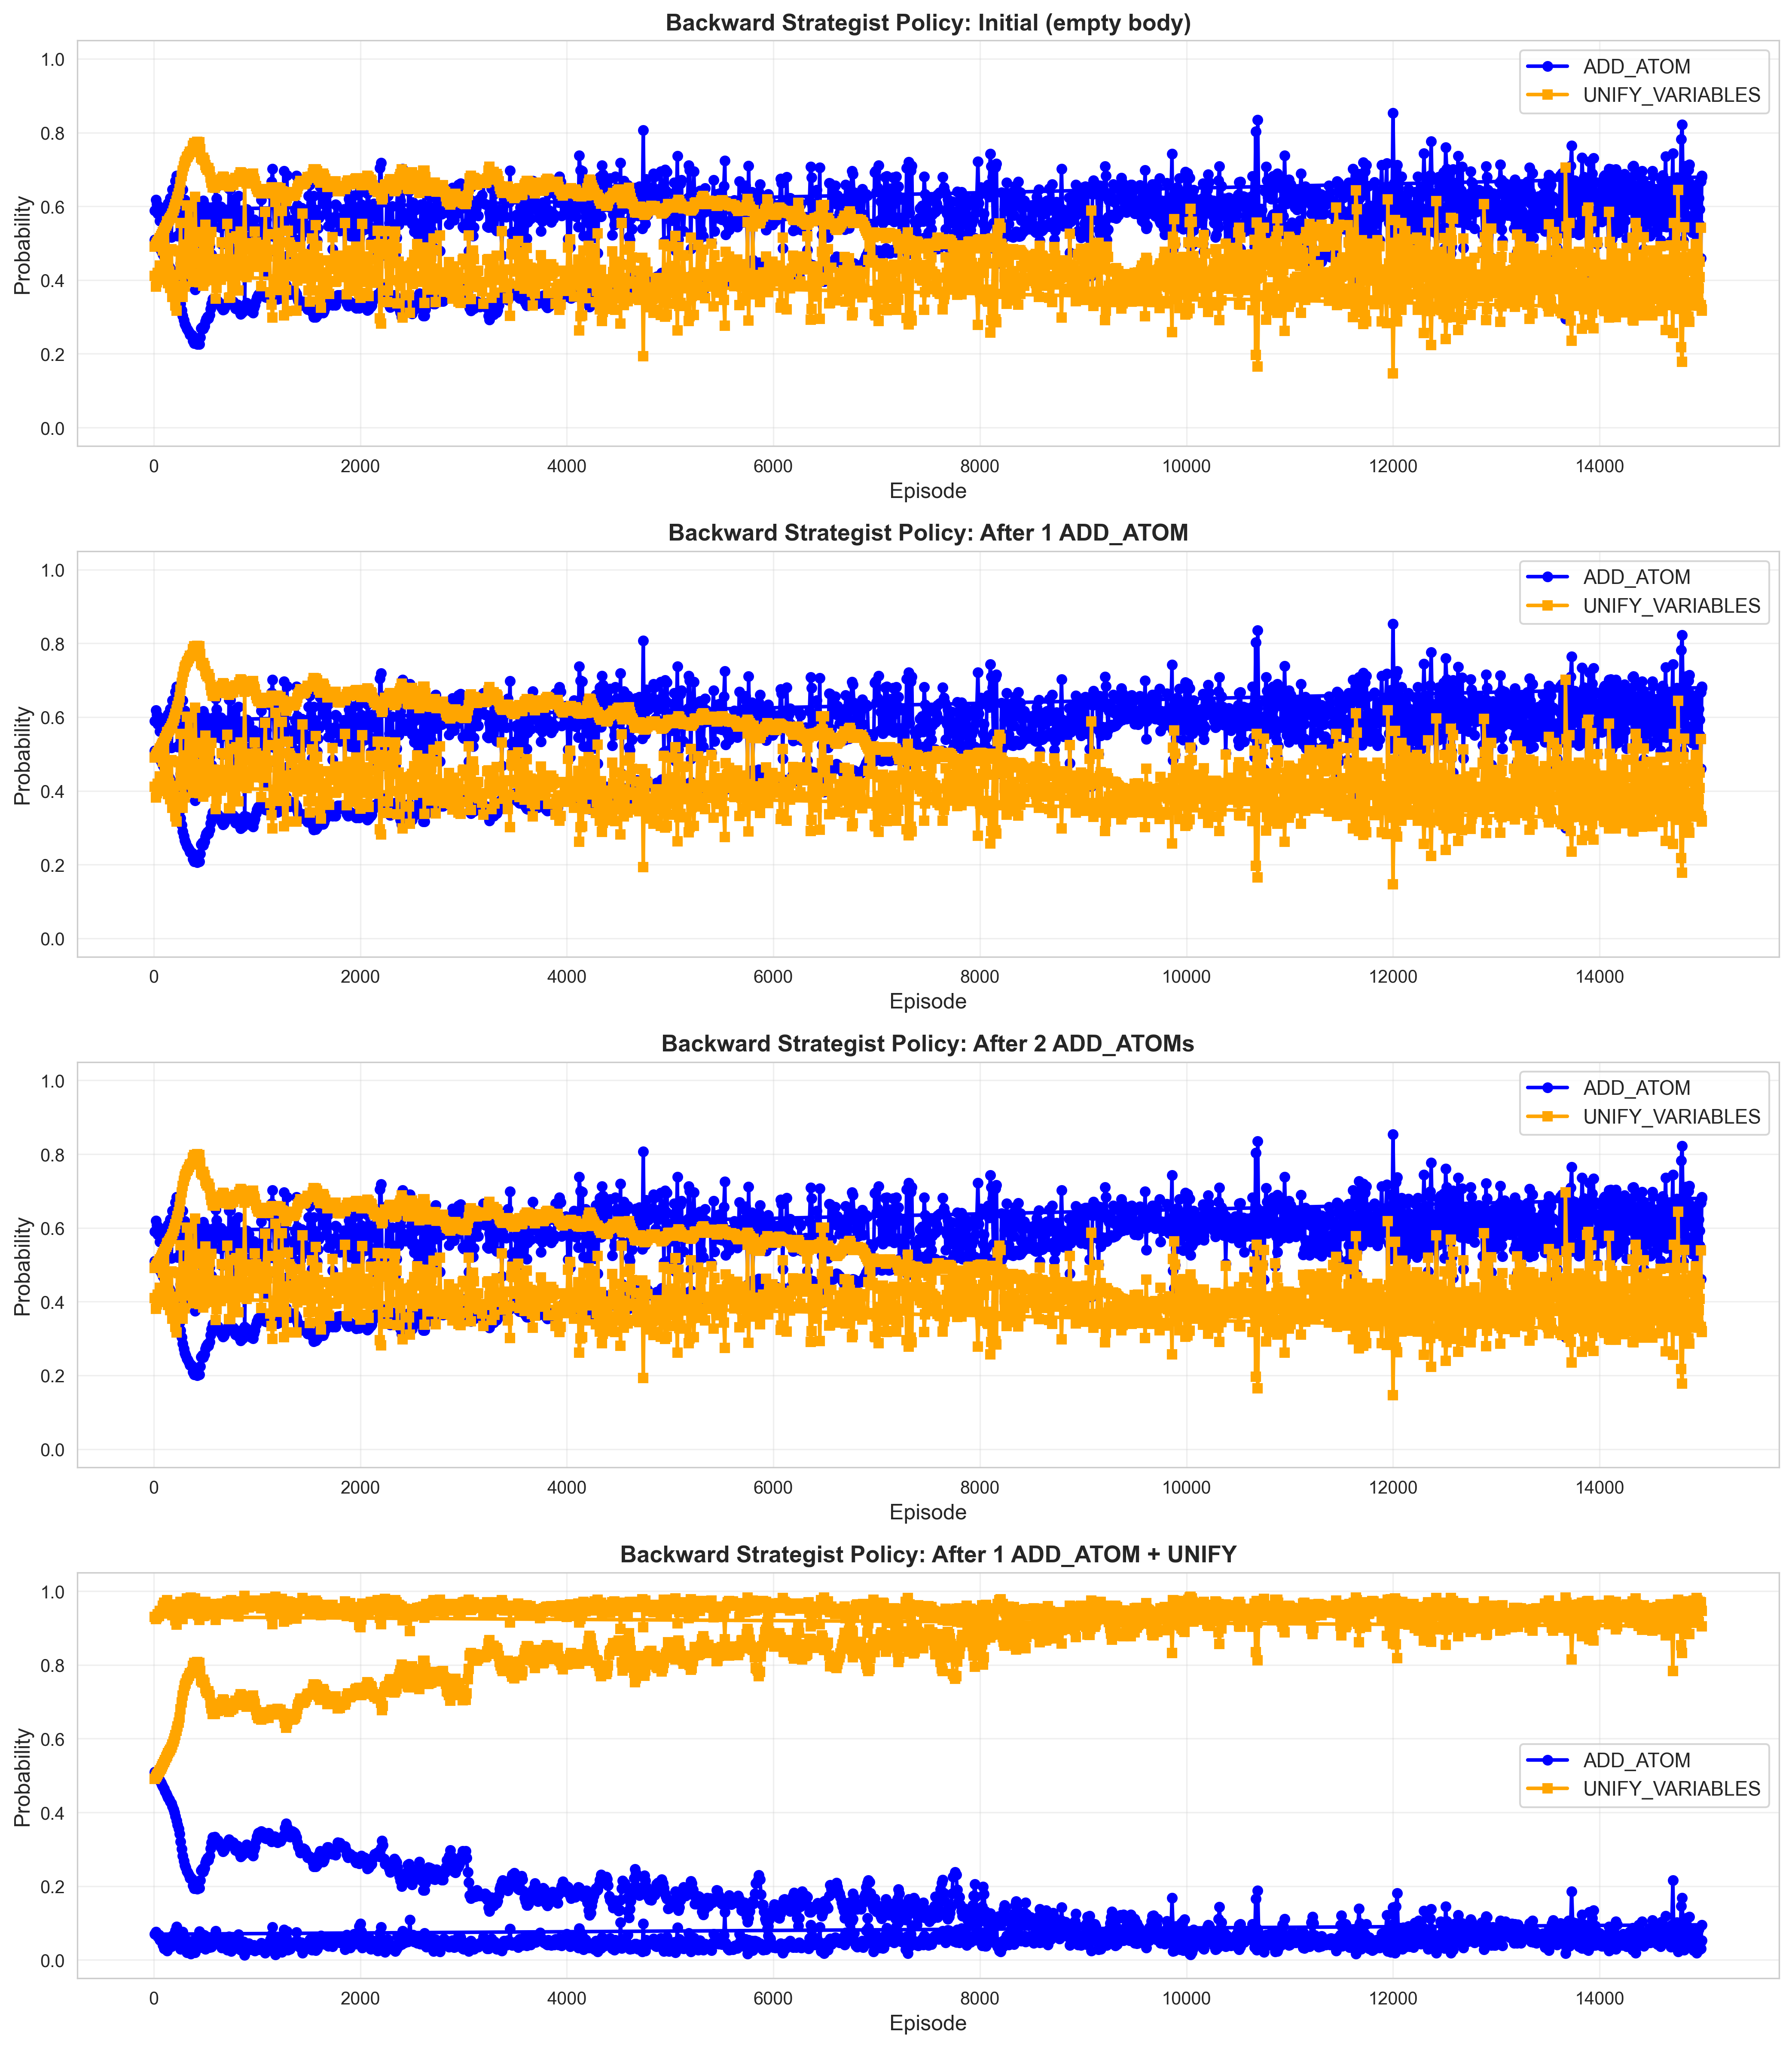 Backward Strategist Policy: Initial (empty body)
ADD_ATOM
UNIFY_VARIABLES
1.0
0.8
0.6
0.4
0.2
0.0
Probability
0 2000 4000 6000 8000 10000 12000 14000
Episode
Backward Strategist Policy: After 1 ADD_ATOM
ADD_ATOM
UNIFY_VARIABLES
1.0
0.8
0.6
0.4
0.2
0.0
Probability
0 2000 4000 6000 8000 10000 12000 14000
Episode
Backward Strategist Policy: After 2 ADD_ATOMs
ADD_ATOM
UNIFY_VARIABLES
1.0
0.8
0.6
0.4
0.2
0.0
Probability
0 2000 4000 6000 8000 10000 12000 14000
Episode
Backward Strategist Policy: After 1 ADD_ATOM + UNIFY
1.0
0.8
0.6
0.4
0.2
0.0
Probability
ADD_ATOM
UNIFY_VARIABLES
0 2000 4000 6000 8000 10000 12000 14000
Episode